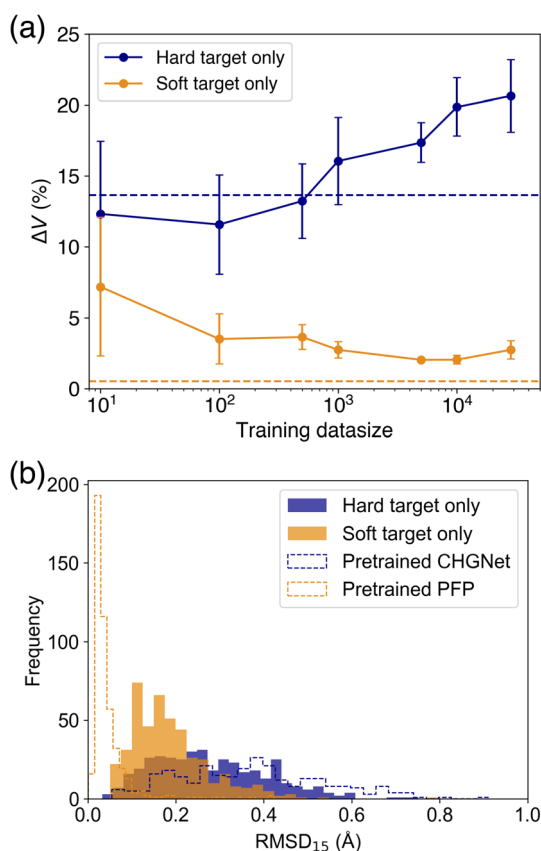 (a)
25
20
15
10
5
0
ΔV (%)
Hard target only
Soft target only
10¹ 10² 10³ 10⁴
Training datasize
(b)
200
150
100
50
0
Frequency
Hard target only
Soft target only
Pretrained CHGNet
Pretrained PFP
0.0 0.2 0.4 0.6 0.8 1.0
RMSD₁₅ (Å)